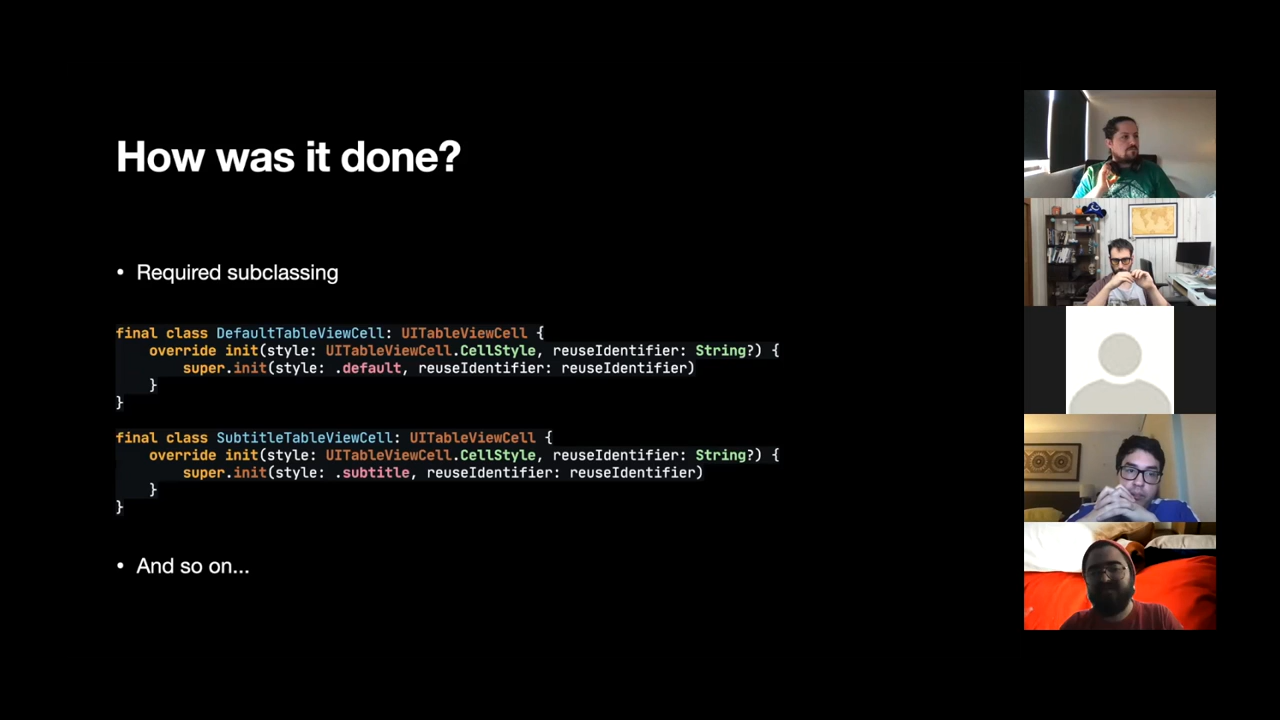 How was it done?
• Required subclassing
final class DefaultTableViewCell: UITableViewCell {
    override init(style: UITableViewCell.CellStyle, reuseIdentifier: String?) {
        super.init(style: .default, reuseIdentifier: reuseIdentifier)
    }
}
final class SubtitleTableViewCell: UITableViewCell {
    override init(style: UITableViewCell.CellStyle, reuseIdentifier: String?) {
        super.init(style: .subtitle, reuseIdentifier: reuseIdentifier)
    }
}
• And so on...